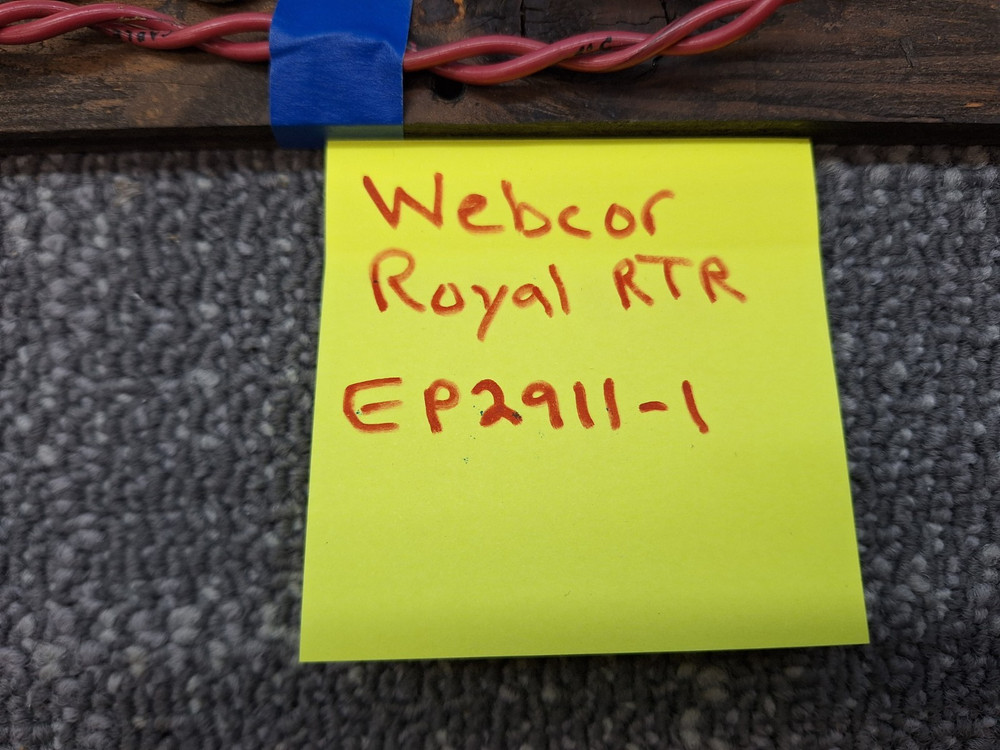 Webcor
Royal RTR
EP2911-1